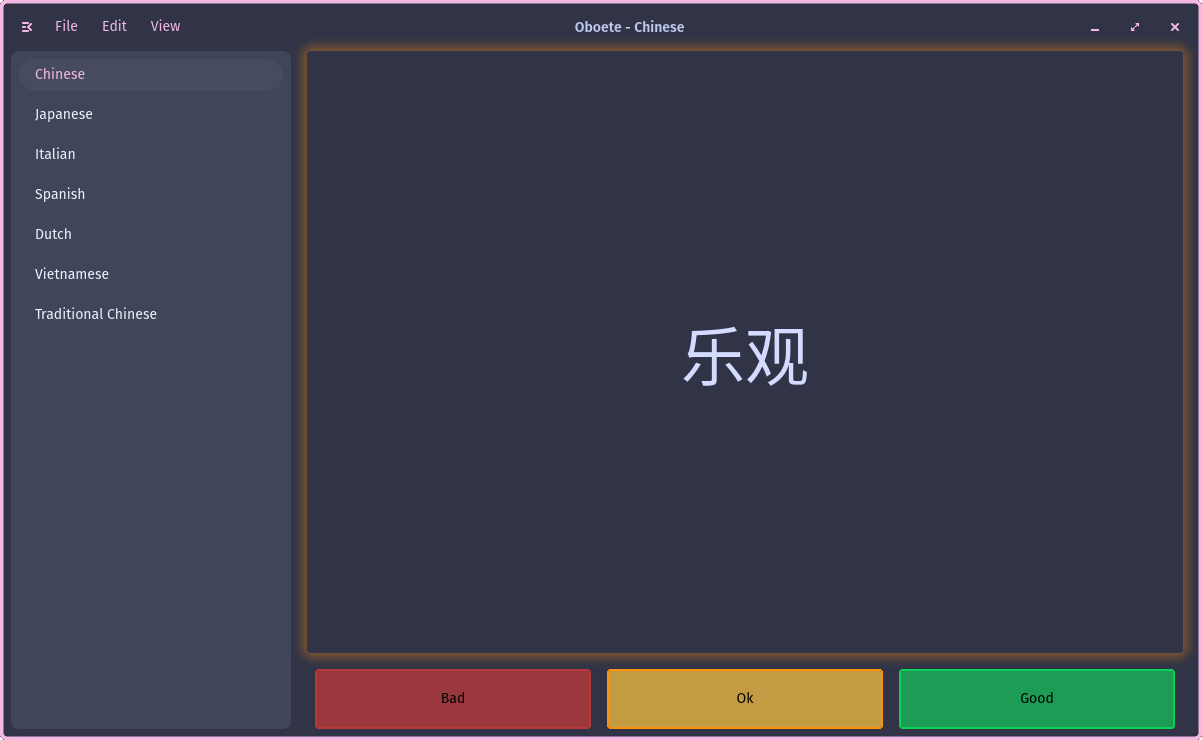 File Edit View Oboete - Chinese
Chinese
Japanese
Italian
Spanish
Dutch
Vietnamese
Traditional Chinese
乐观
Bad Ok Good